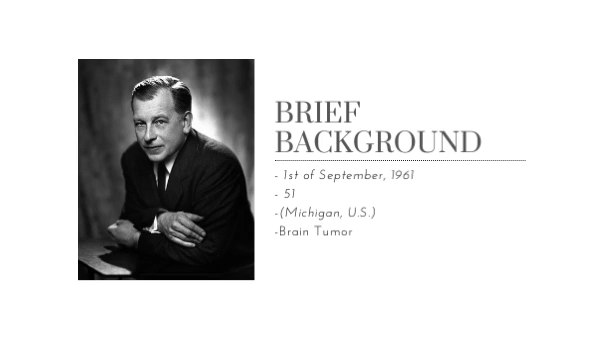 BRIEF
BACKGROUND
- 1st of September, 1961
- 51
-(Michigan, U.S.)
-Brain Tumor